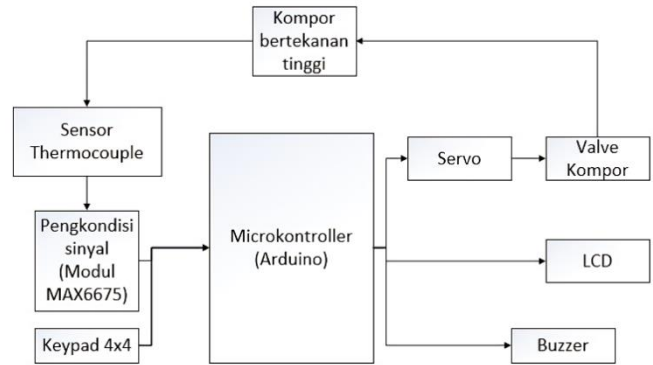 Kompor
bertekanan
tinggi
Sensor
Thermocouple
Servo
Valve
Kompor
Pengkondisi
sinyal
(Modul
MAX6675)
Microkontroller
(Arduino)
LCD
Keypad 4x4
Buzzer